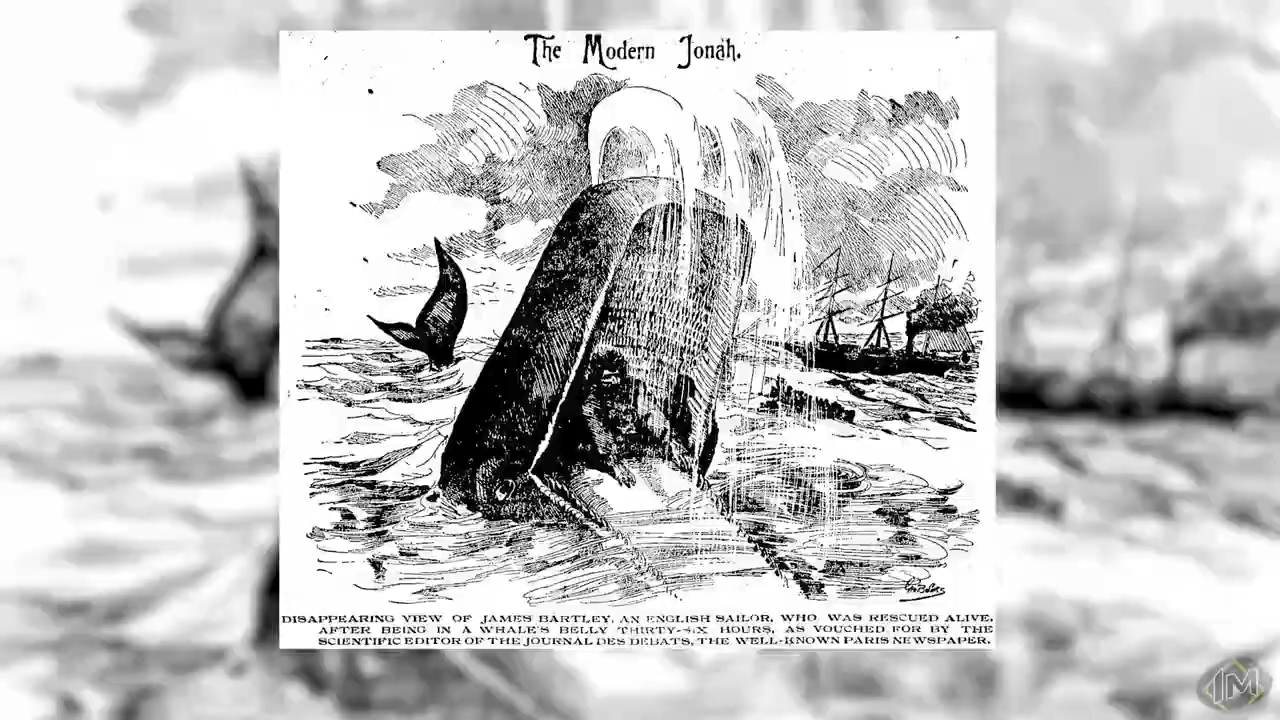 The Modern Jonah.
DISAPPEARING VIEW OF JAMES BARTLEY, AN ENGLISH SAILOR, WHO WAS RESCUED ALIVE,
AFTER BEING IN A WHALE'S BELLY THIRTY-SIX HOURS, AS VOUCHED FOR BY THE
SCIENTIFIC EDITOR OF THE JOURNAL DES DEBATS, THE WELL-KNOWN PARIS NEWSPAPER.
IM